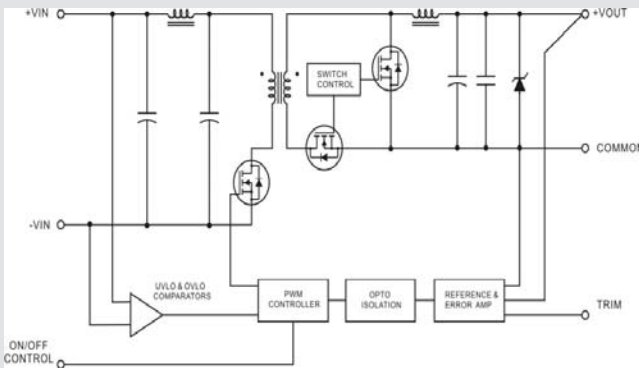 +VIN
+VOUT
SWITCH
CONTROL
COMMON
-VIN
UVLO & OVLO
COMPARATORS
PWM
CONTROLLER
OPTO
ISOLATION
REFERENCE &
ERROR AMP
TRIM
ON/OFF
CONTROL